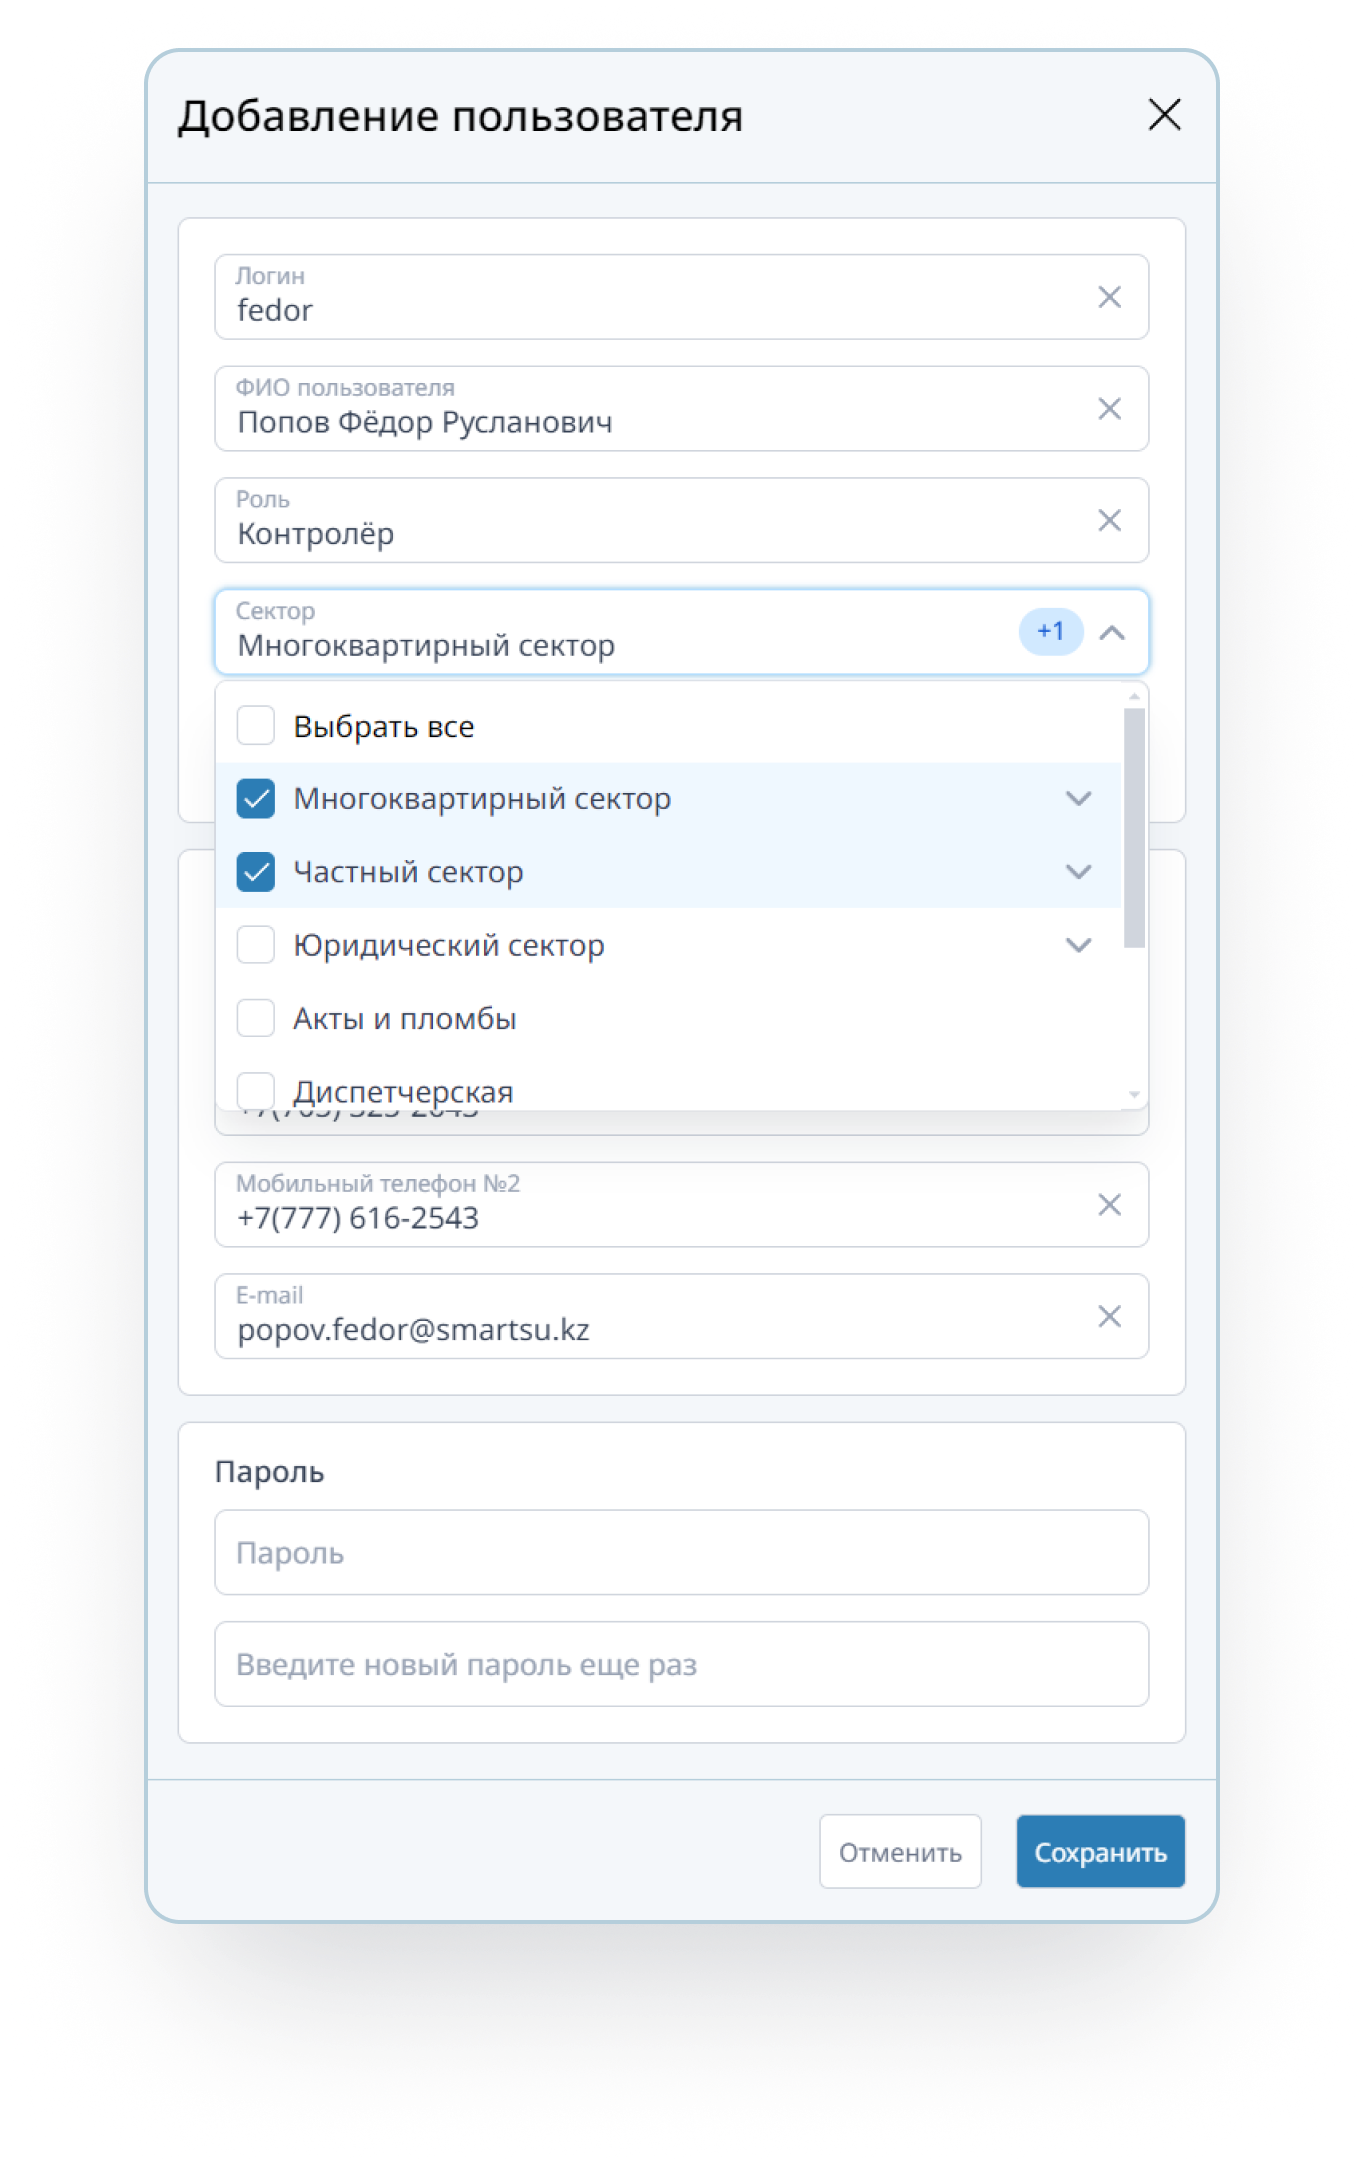 Добавление пользователя
Логин
fedor
ФИО пользователя
Попов Фёдор Русланович
Роль
Контролёр
Сектор
Многоквартирный сектор
+1
Выбрать все
Многоквартирный сектор
Частный сектор
Юридический сектор
Акты и пломбы
Диспетчерская
Мобильный телефон №2
+7(777) 616-2543
E-mail
popov.fedor@smartsu.kz
Пароль
Пароль
Введите новый пароль еще раз
Отменить
Сохранить